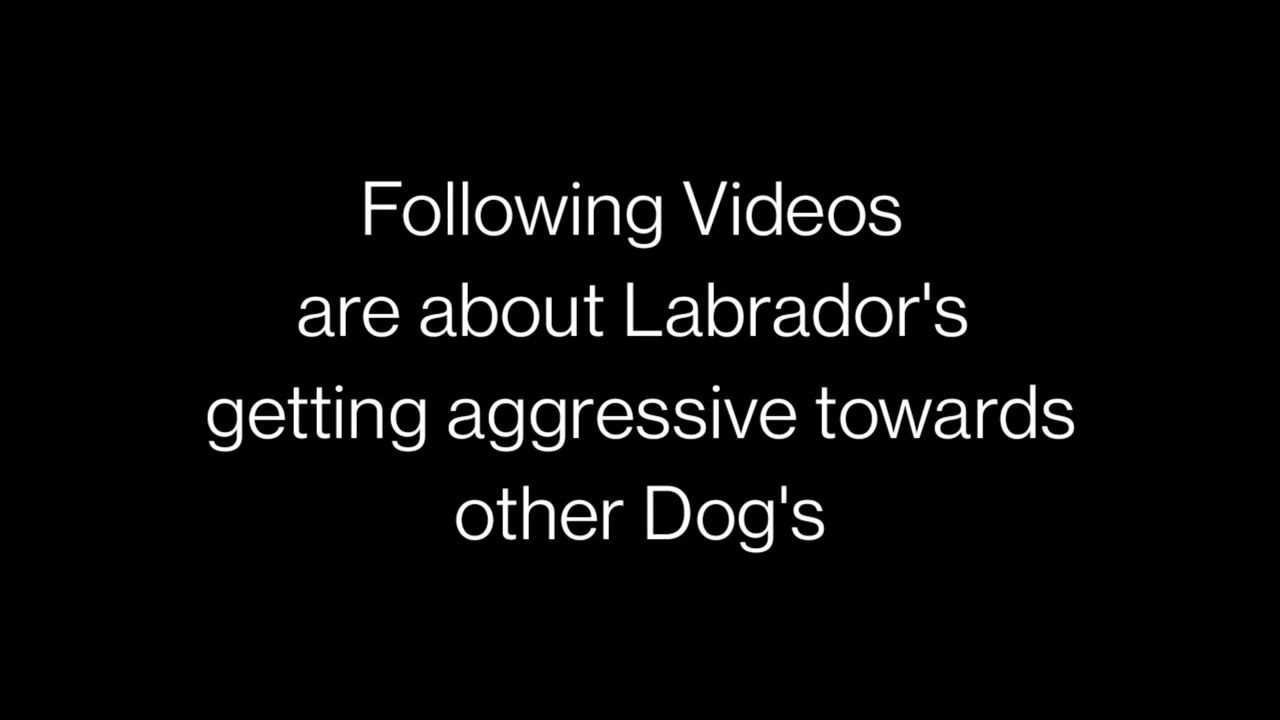 Following Videos
are about Labrador's
getting aggressive towards
other Dog's